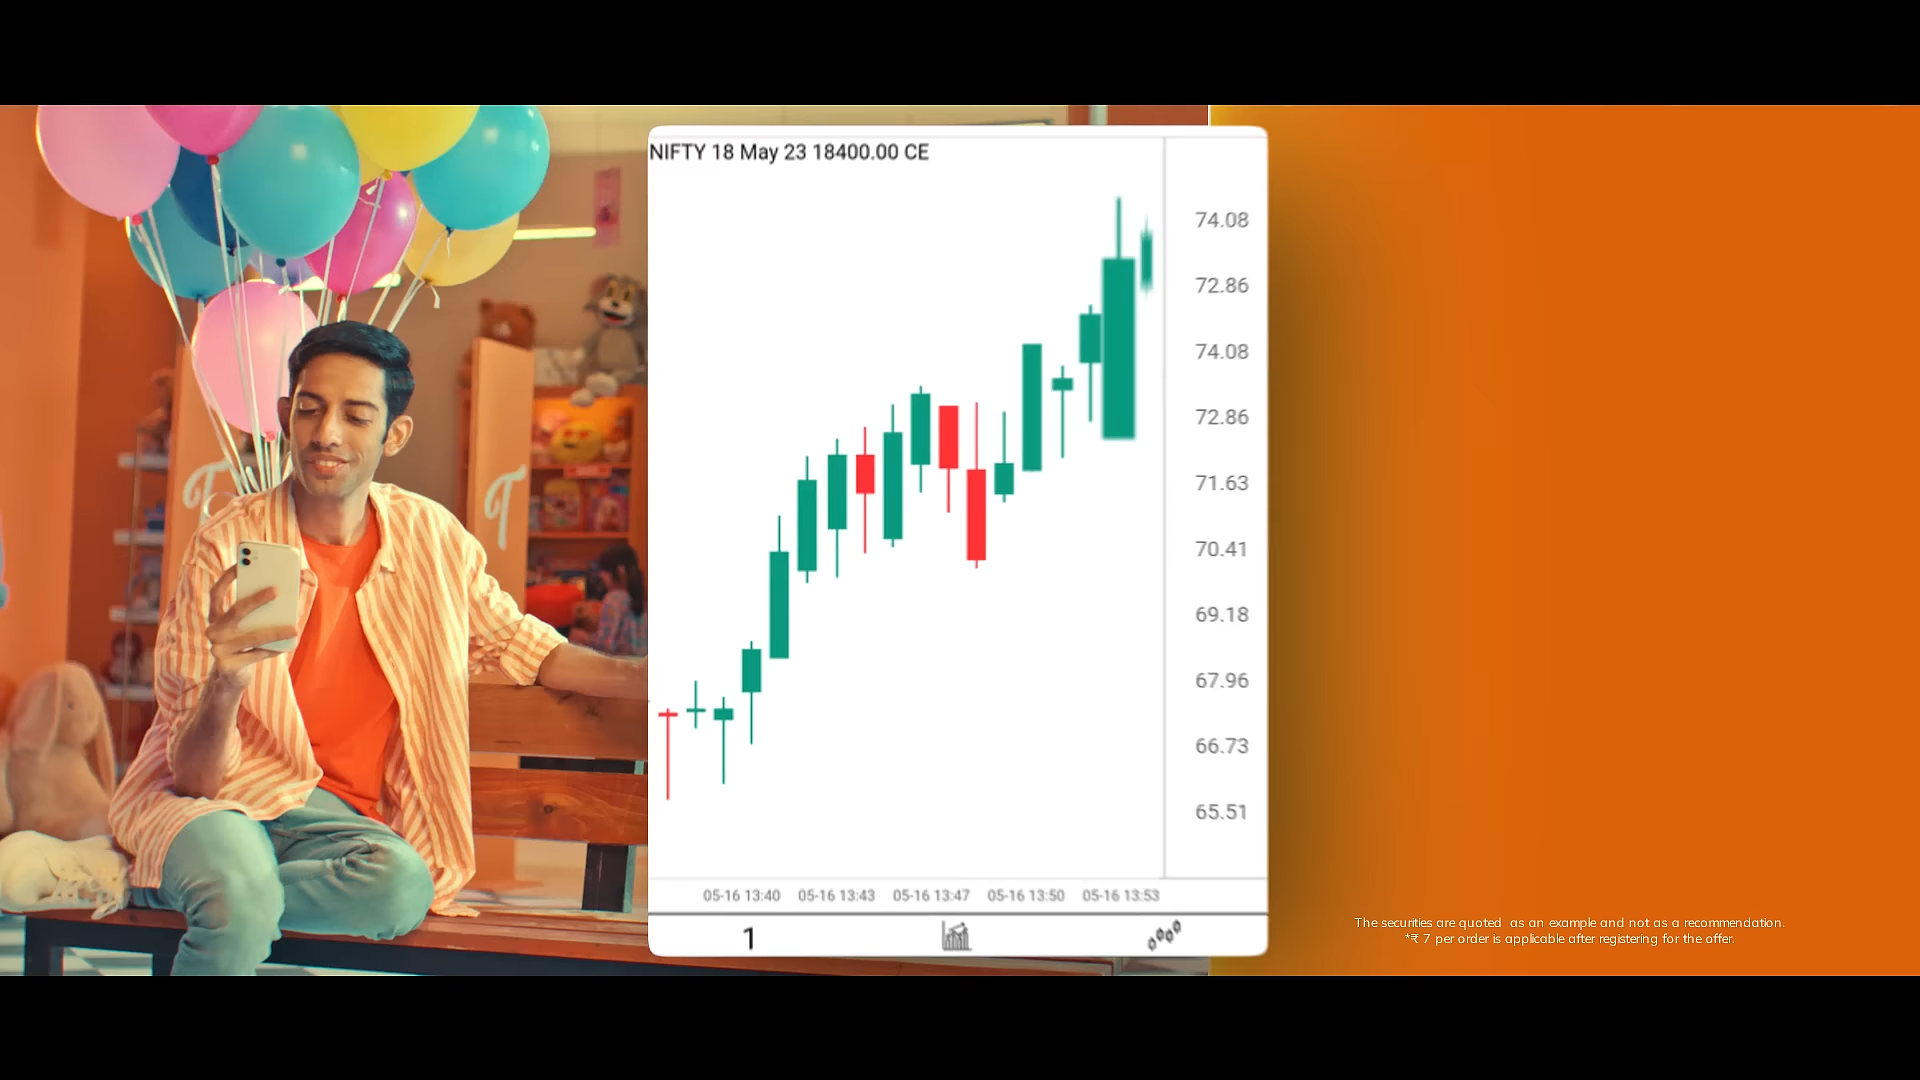 NIFTY 18 May 23 18400.00 CE
74.08
72.86
74.08
72.86
71.63
70.41
69.18
67.96
66.73
65.51
05-16 13:40 05-16 13:43 05-16 13:47 05-16 13:50 05-16 13:53
1
T T
The securities are quoted as an example and not as a recommendation.
*₹ 7 per order is applicable after registering for the offer.